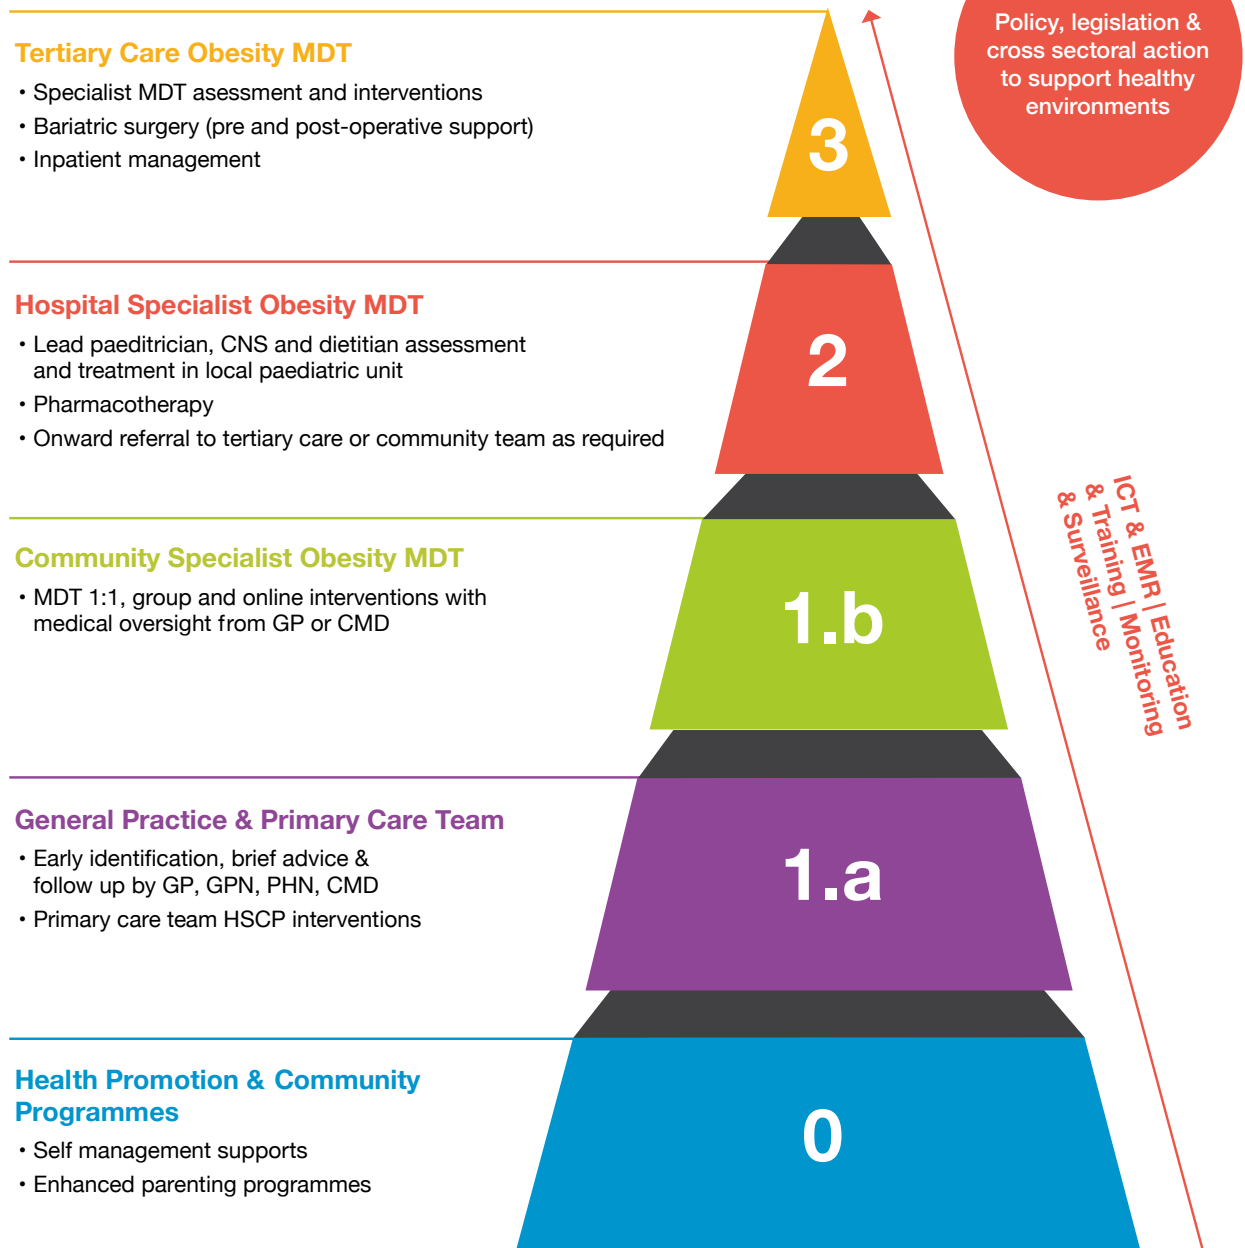 Policy, legislation &
cross sectoral action
to support healthy
environments
Tertiary Care Obesity MDT
• Specialist MDT asessment and interventions
• Bariatric surgery (pre and post-operative support)
• Inpatient management
3
Hospital Specialist Obesity MDT
• Lead paeditrician, CNS and dietitian assessment
and treatment in local paediatric unit
• Pharmacotherapy
• Onward referral to tertiary care or community team as required
2
ICT & EMR | Education
& Training | Monitoring
& Surveillance
Community Specialist Obesity MDT
• MDT 1:1, group and online interventions with
medical oversight from GP or CMD
1.b
General Practice & Primary Care Team
• Early identification, brief advice &
follow up by GP, GPN, PHN, CMD
• Primary care team HSCP interventions
1.a
Health Promotion & Community
Programmes
• Self management supports
• Enhanced parenting programmes
0